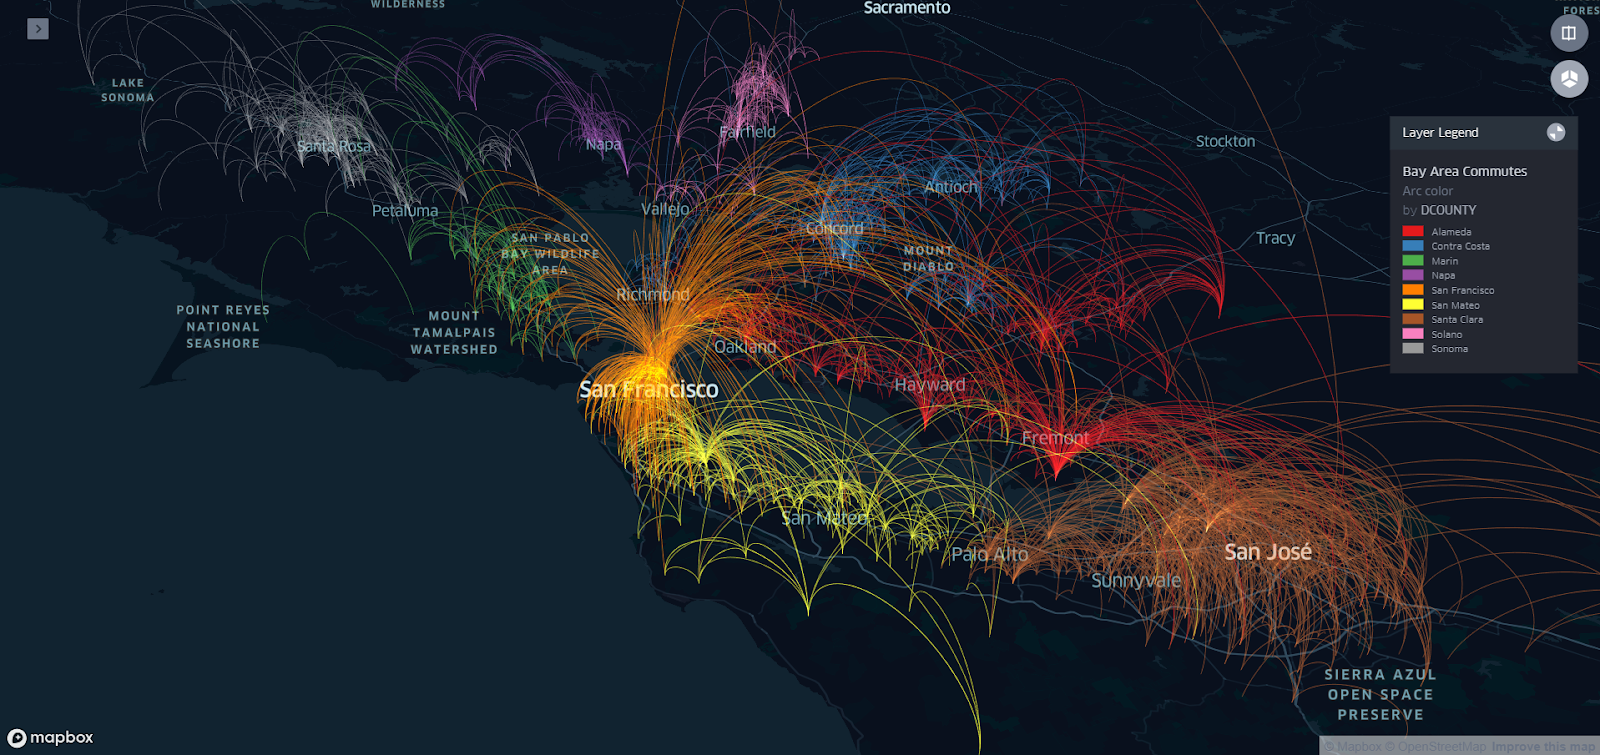 WILDERNESS
Sacramento
FORES
LAKE
SONOMA
Santa Rosa
Napa
Fairfield
Stockton
Petaluma
Vallejo
Antioch
Concord
SAN PABLO
BAY WILDLIFE
AREA
MOUNT
DIABLO
Tracy
Richmond
POINT REYES
NATIONAL
SEASHORE
MOUNT
TAMALPAIS
WATERSHED
Oakland
San Francisco
Hayward
Fremont
San Mateo
Palo Alto
Sunnyvale
San José
SIERRA AZUL
OPEN SPACE
PRESERVE
Layer Legend
Bay Area Commutes
Arc color
by DCOUNTY
Alameda
Contra Costa
Marin
Napa
San Francisco
San Mateo
Santa Clara
Solano
Sonoma
mapbox
© Mapbox © OpenStreetMap Improve this map